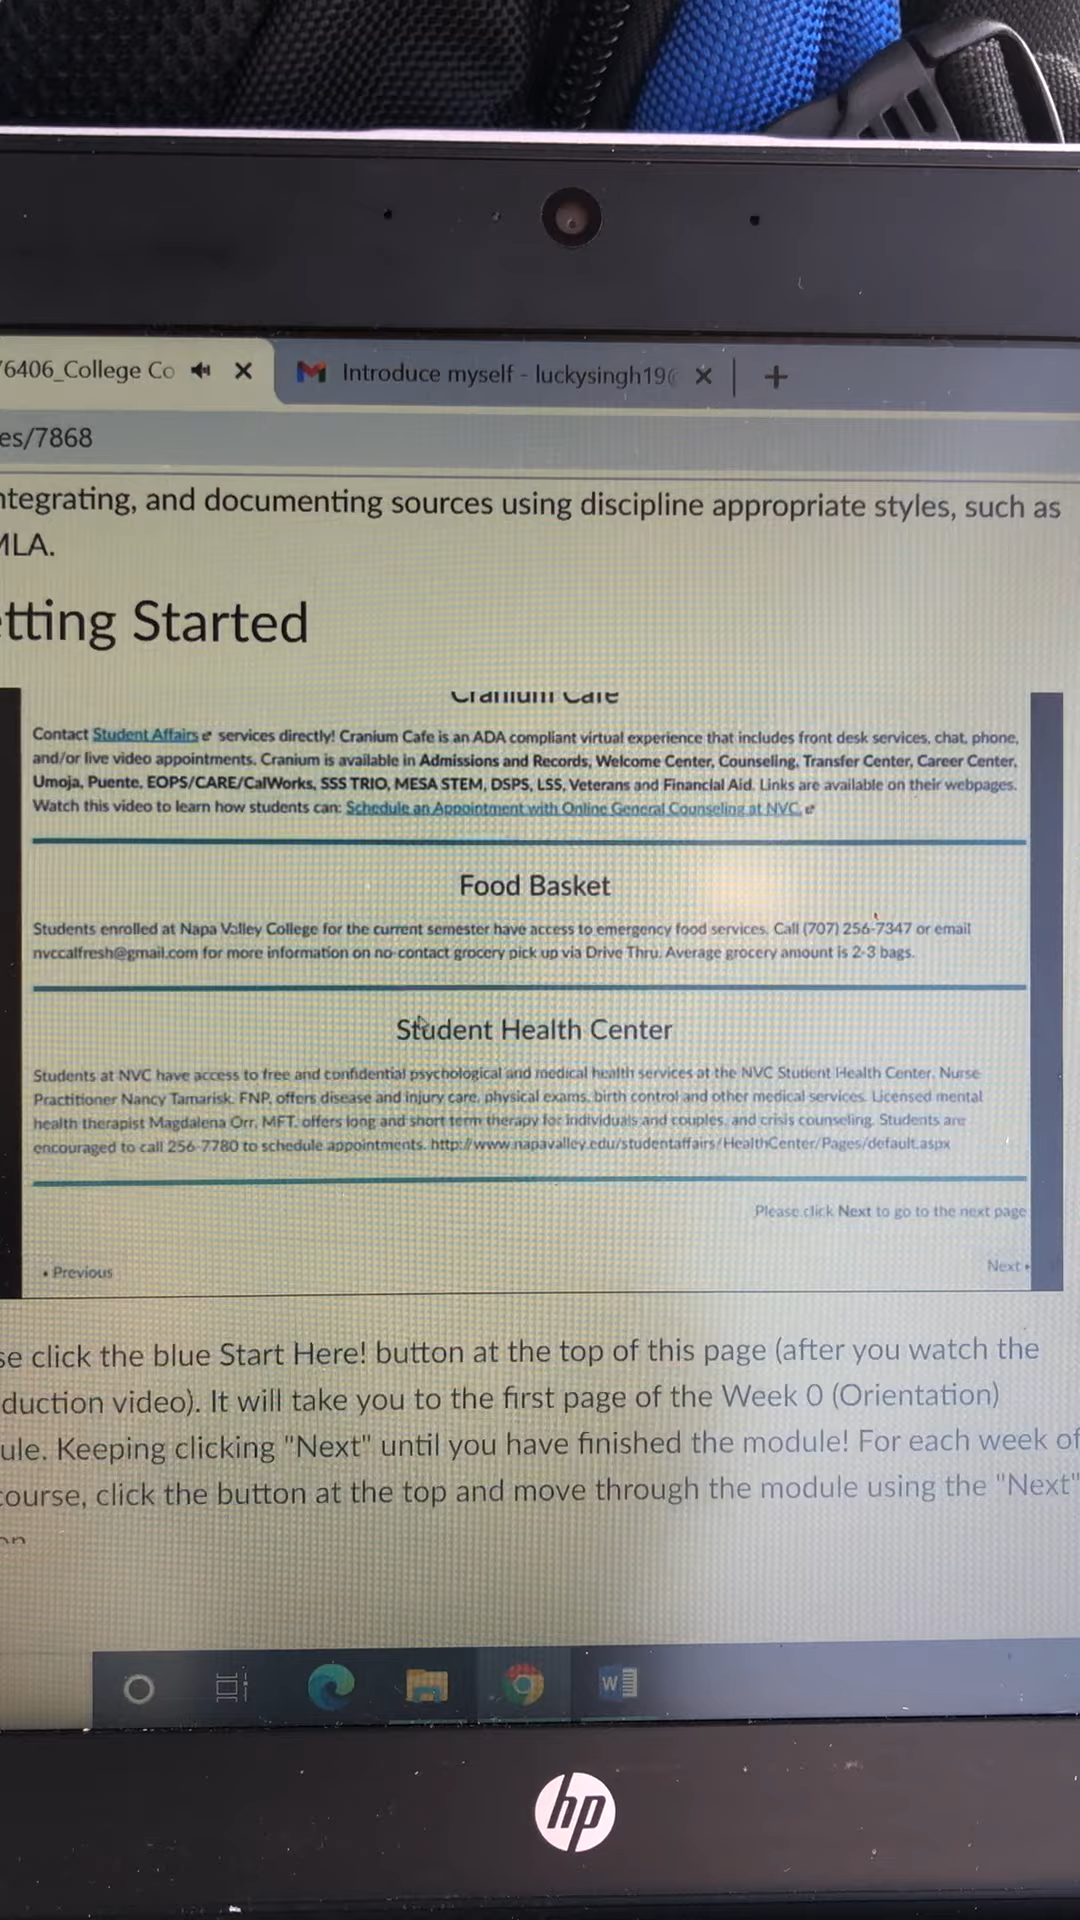 76406_College Co
Introduce myself - luckysingh19
es/7868
ntegrating, and documenting sources using discipline appropriate styles, such as
MLA.
etting Started
Cranium Cafe
Contact Student Affairs services directly! Cranium Cafe is an ADA compliant virtual experience that includes front desk services, chat, phone,
and/or live video appointments. Cranium is available in Admissions and Records, Welcome Center, Counseling, Transfer Center, Career Center,
Umoja, Puente, EOPS/CARE/CalWorks, SSS TRIO, MESA STEM, DSPS, LSS, Veterans and Financial Aid. Links are available on their webpages.
Watch this video to learn how students can: Schedule an Appointment with Online General Counseling at NVC.
Food Basket
Students enrolled at Napa Valley College for the current semester have access to emergency food services. Call (707) 256-7347 or email
nvccalfresh@gmail.com for more information on no-contact grocery pick up via Drive Thru. Average grocery amount is 2-3 bags.
Student Health Center
Students at NVC have access to free and confidential psychological and medical health services at the NVC Student Health Center. Nurse
Practitioner Nancy Tamarisk, FNP, offers disease and injury care, physical exams, birth control and other medical services. Licensed mental
health therapist Magdalena Orr, MFT, offers long and short term therapy for individuals and couples, and crisis counseling. Students are
encouraged to call 256-7780 to schedule appointments. http://www.napavalley.edu/studentaffairs/HealthCenter/Pages/default.aspx
Please click Next to go to the next page
• Previous
Next •
se click the blue Start Here! button at the top of this page (after you watch the
duction video). It will take you to the first page of the Week 0 (Orientation)
ule. Keeping clicking "Next" until you have finished the module! For each week of
course, click the button at the top and move through the module using the "Next"
on
W
hp